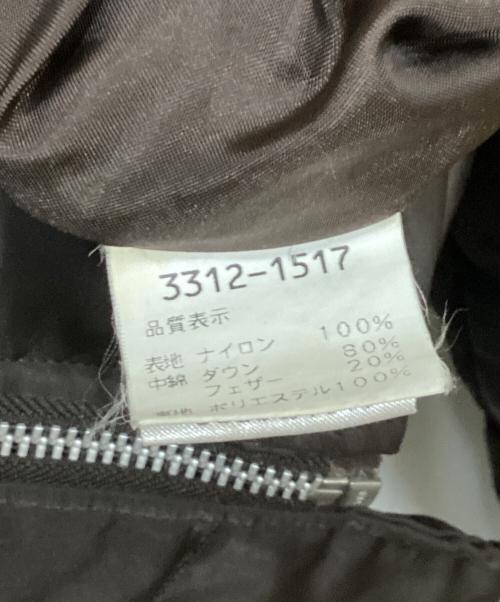 3312-1517
品質表示
表地 ナイロン 100%
中綿 ダウン 80%
フェザー 20%
ポリエステル100%